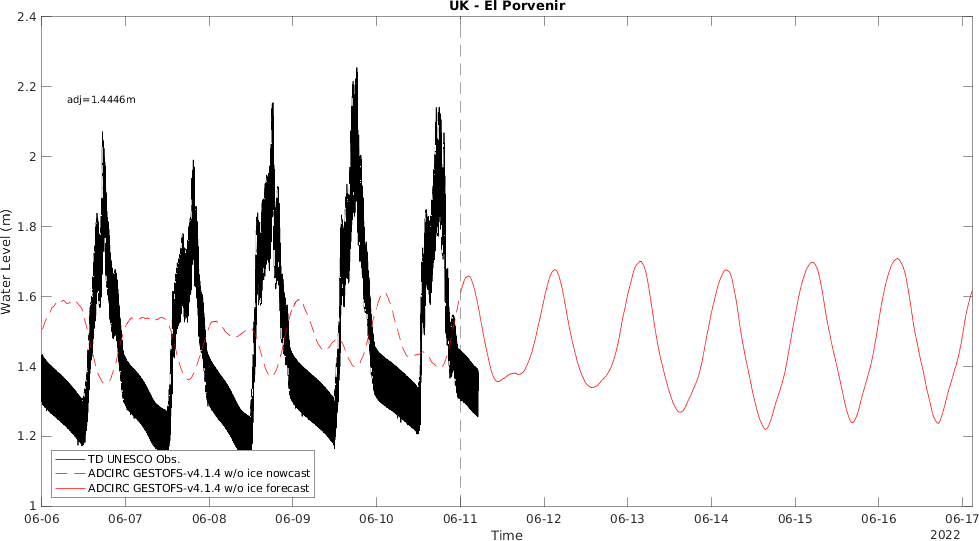 UK - El Porvenir
2.4
2.2
2
1.8
1.6
1.4
1.2
1
Water Level (m)
adj=1.4446m
TD UNESCO Obs.
ADCIRC GESTOFS-v4.1.4 w/o ice nowcast
ADCIRC GESTOFS-v4.1.4 w/o ice forecast
06-06 06-07 06-08 06-09 06-10 06-11 06-12 06-13 06-14 06-15 06-16 06-17
Time
2022